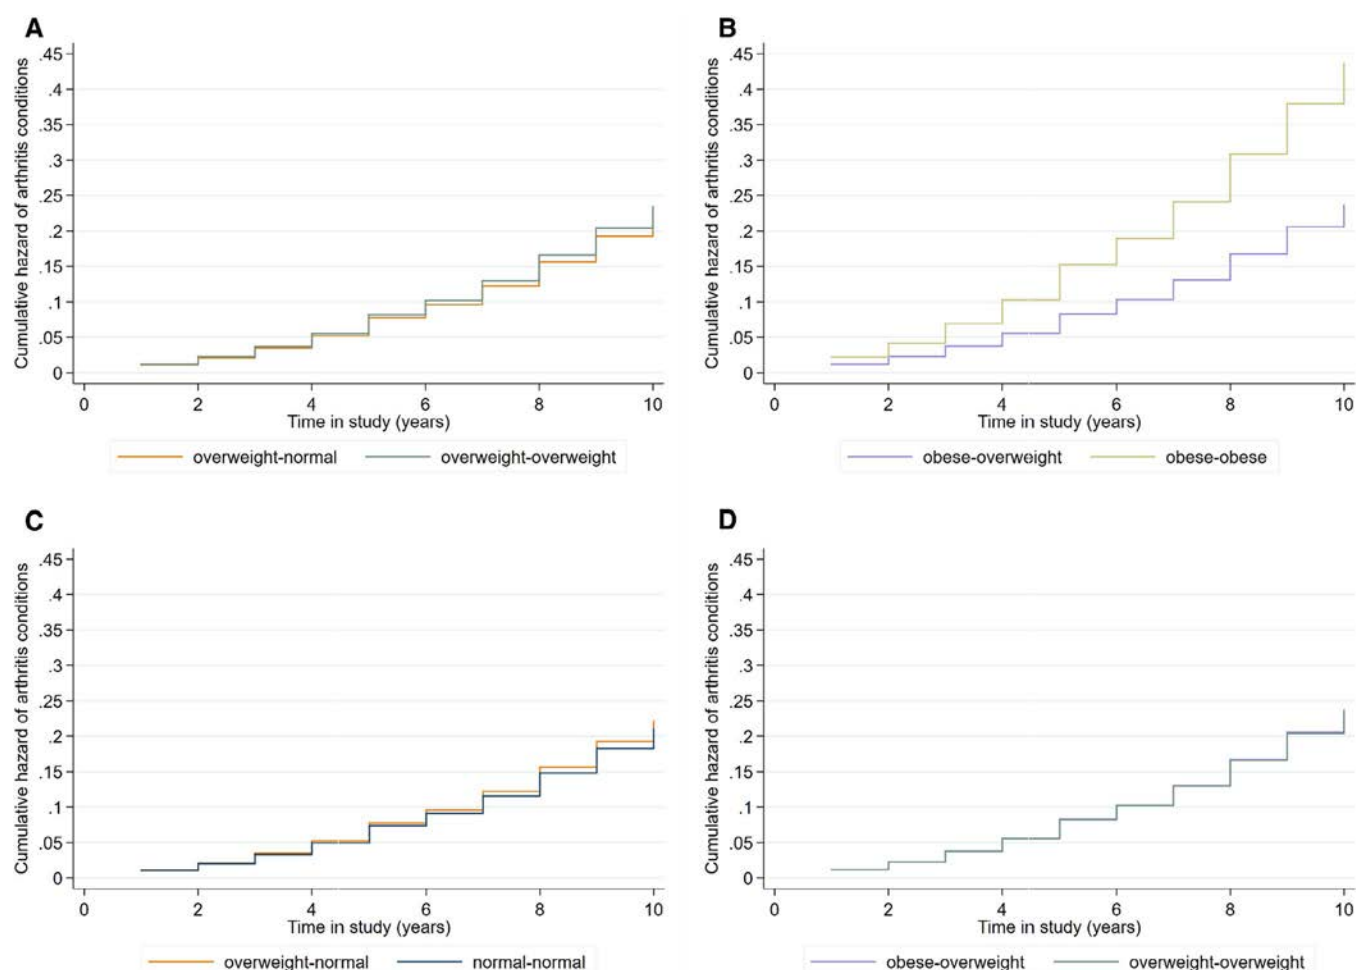 A
Cumulative hazard of arthritis conditions
.45
.4
.35
.3
.25
.2
.15
.1
.05
0
0 2 4 6 8 10
Time in study (years)
overweight-normal overweight-overweight
B
Cumulative hazard of arthritis conditions
.45
.4
.35
.3
.25
.2
.15
.1
.05
0
0 2 4 6 8 10
Time in study (years)
obese-overweight obese-obese
C
Cumulative hazard of arthritis conditions
.45
.4
.35
.3
.25
.2
.15
.1
.05
0
0 2 4 6 8 10
Time in study (years)
overweight-normal normal-normal
D
Cumulative hazard of arthritis conditions
.45
.4
.35
.3
.25
.2
.15
.1
.05
0
0 2 4 6 8 10
Time in study (years)
obese-overweight overweight-overweight